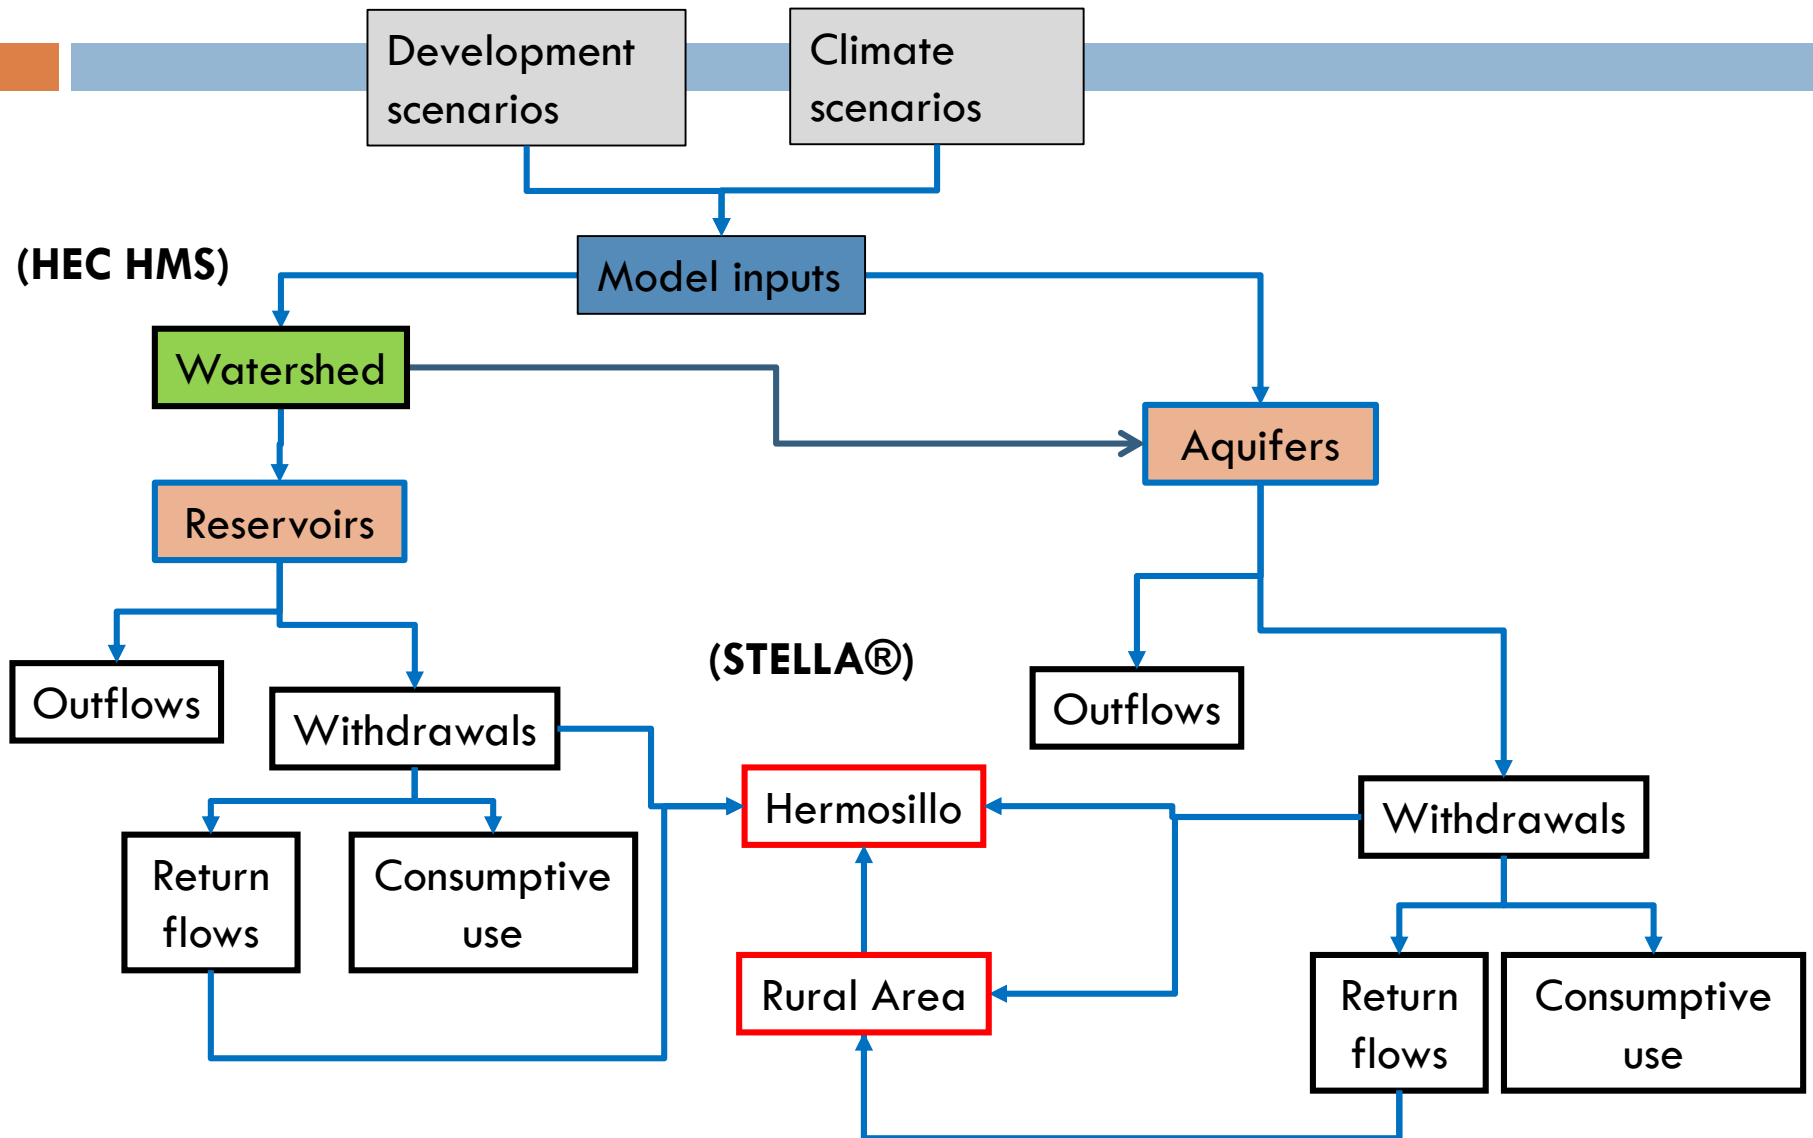 Development
scenarios
Climate
scenarios
(HEC HMS)
Model inputs
Watershed
Aquifers
Reservoirs
(STELLA®)
Outflows
Withdrawals
Outflows
Hermosillo
Withdrawals
Return
flows
Consumptive
use
Rural Area
Return
flows
Consumptive
use